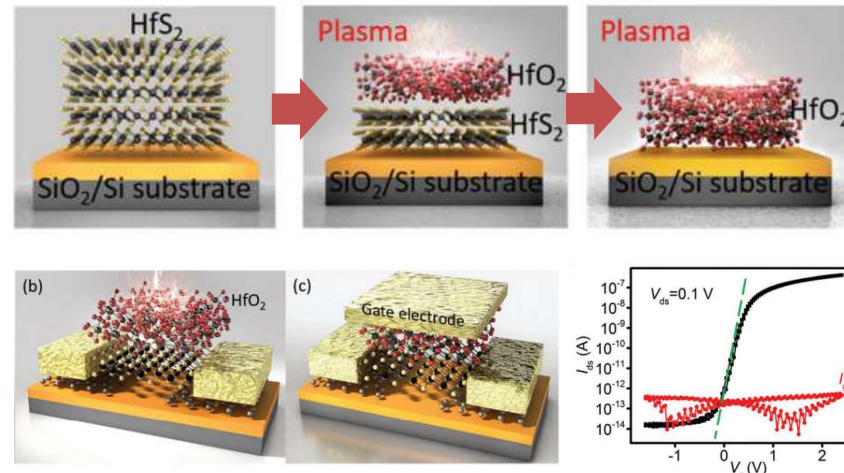 HfS₂
SiO₂/Si substrate
Plasma
HfO₂
HfS₂
SiO₂/Si substrate
Plasma
HfO₂
SiO₂/Si substrate
(b)
HfO₂
(c)
Gate electrode
V_ds=0.1 V
I_ds (A)
10⁻⁷
10⁻⁸
10⁻⁹
10⁻¹⁰
10⁻¹¹
10⁻¹²
10⁻¹³
10⁻¹⁴
-1 0 1 2
(V)